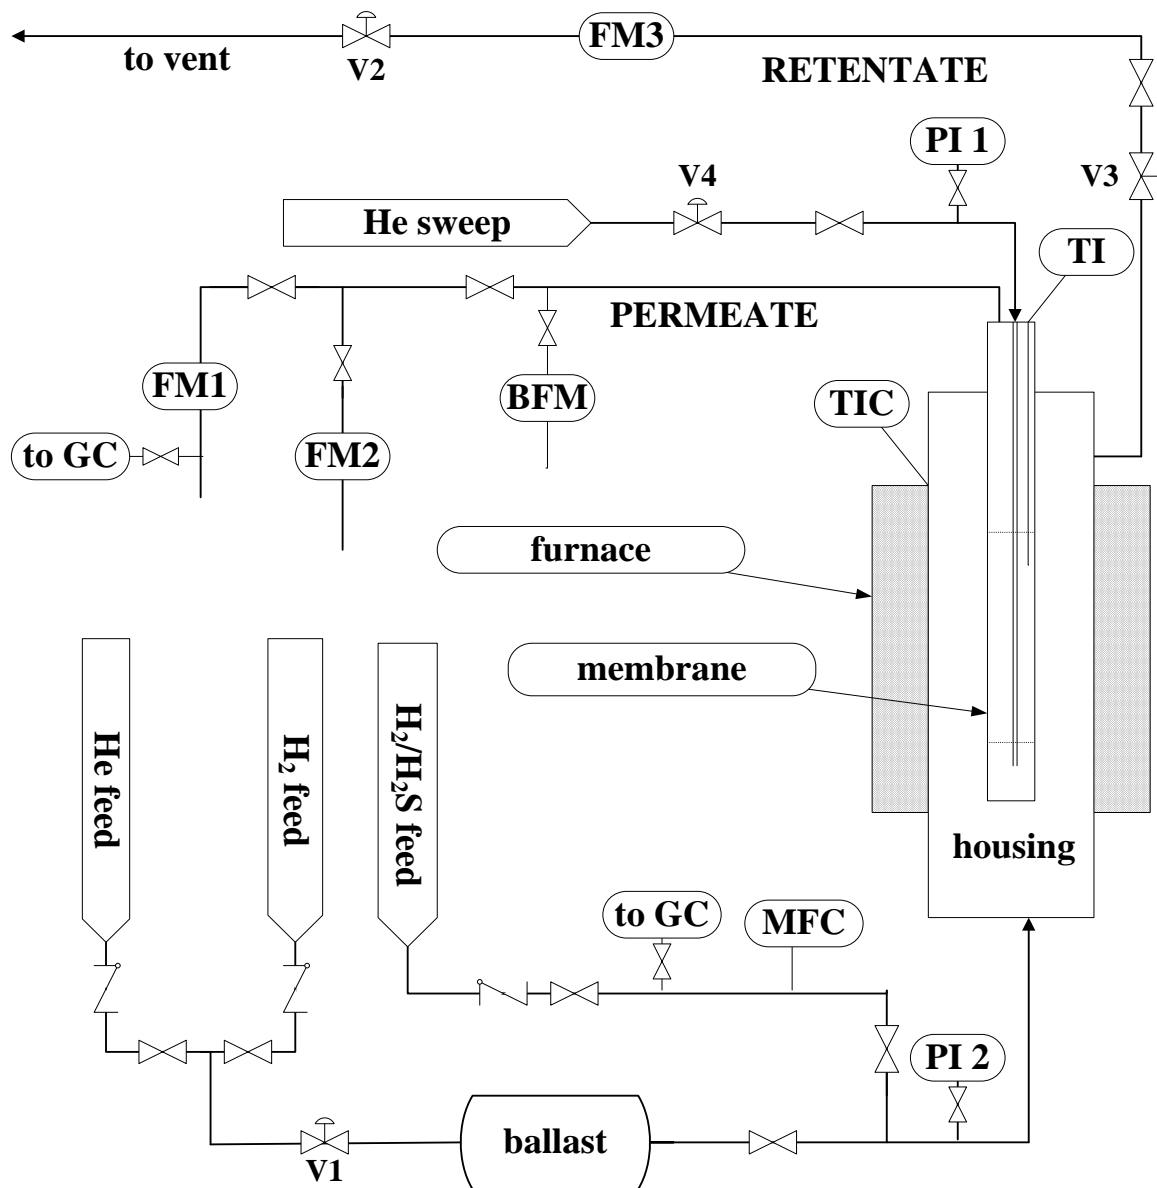 FM3
to vent
V2
RETENTATE
PI 1
V4
V3
He sweep
TI
PERMEATE
FM1
BFM
TIC
to GC
FM2
furnace
membrane
He feed
H₂ feed
H₂/H₂S feed
housing
to GC
MFC
PI 2
ballast
V1